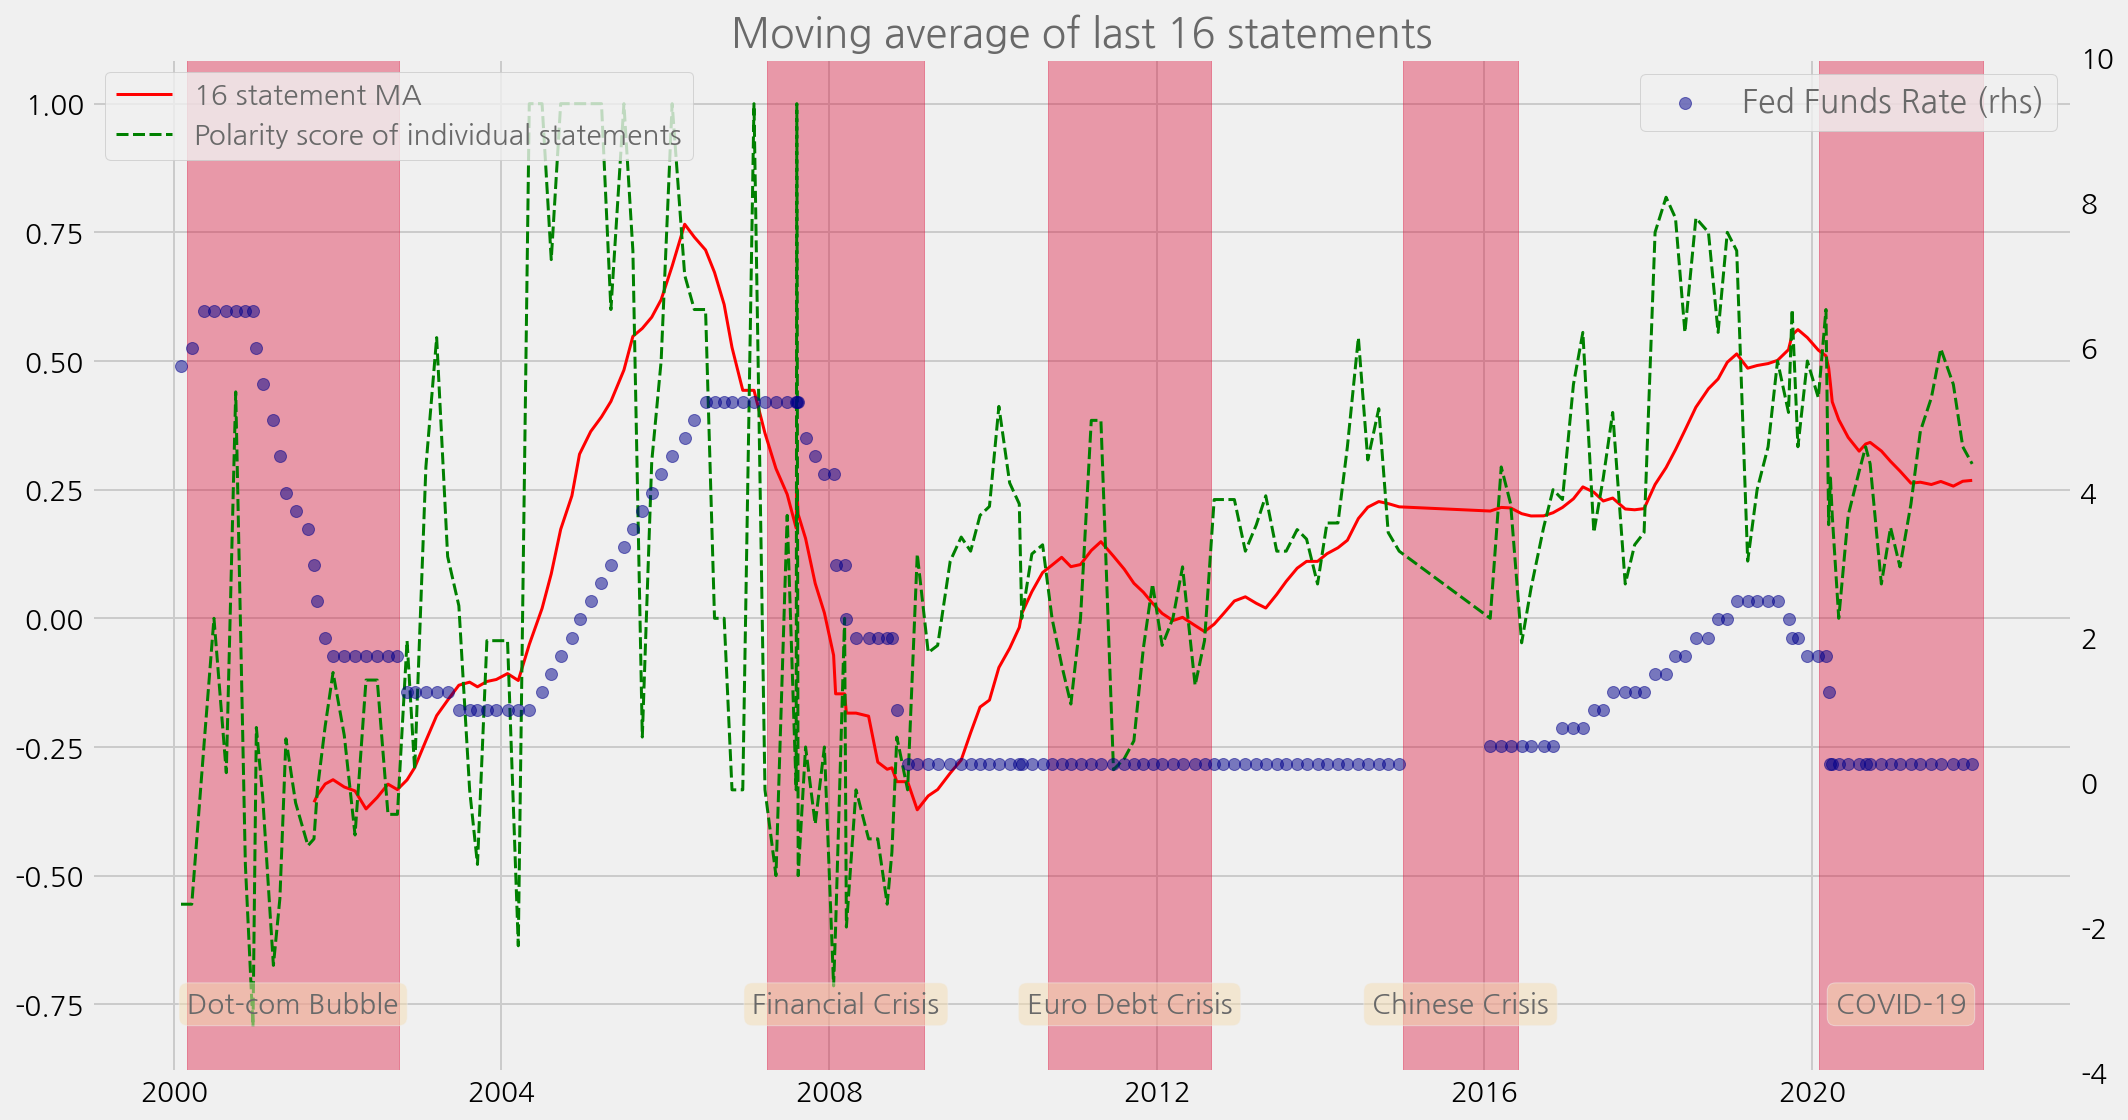 Moving average of last 16 statements
16 statement MA
Polarity score of individual statements
Fed Funds Rate (rhs)
1.00
0.75
0.50
0.25
0.00
-0.25
-0.50
-0.75
10
8
6
4
2
0
-2
-4
Dot-com Bubble
Financial Crisis
Euro Debt Crisis
Chinese Crisis
COVID-19
2000
2004
2008
2012
2016
2020